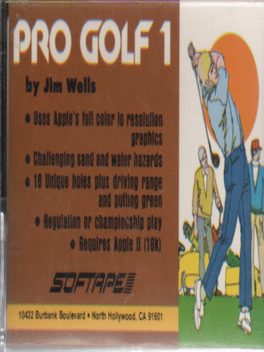 PRO GOLF 1
by Jim Wells
• Uses Apple's full color lo resolution
graphics
• Challenging sand and water hazards
• 18 Unique holes plus driving range
and putting green
• Regulation or championship play
• Requires Apple II (16k)
SOFTAPE
10432 Burbank Boulevard • North Hollywood, CA 91601